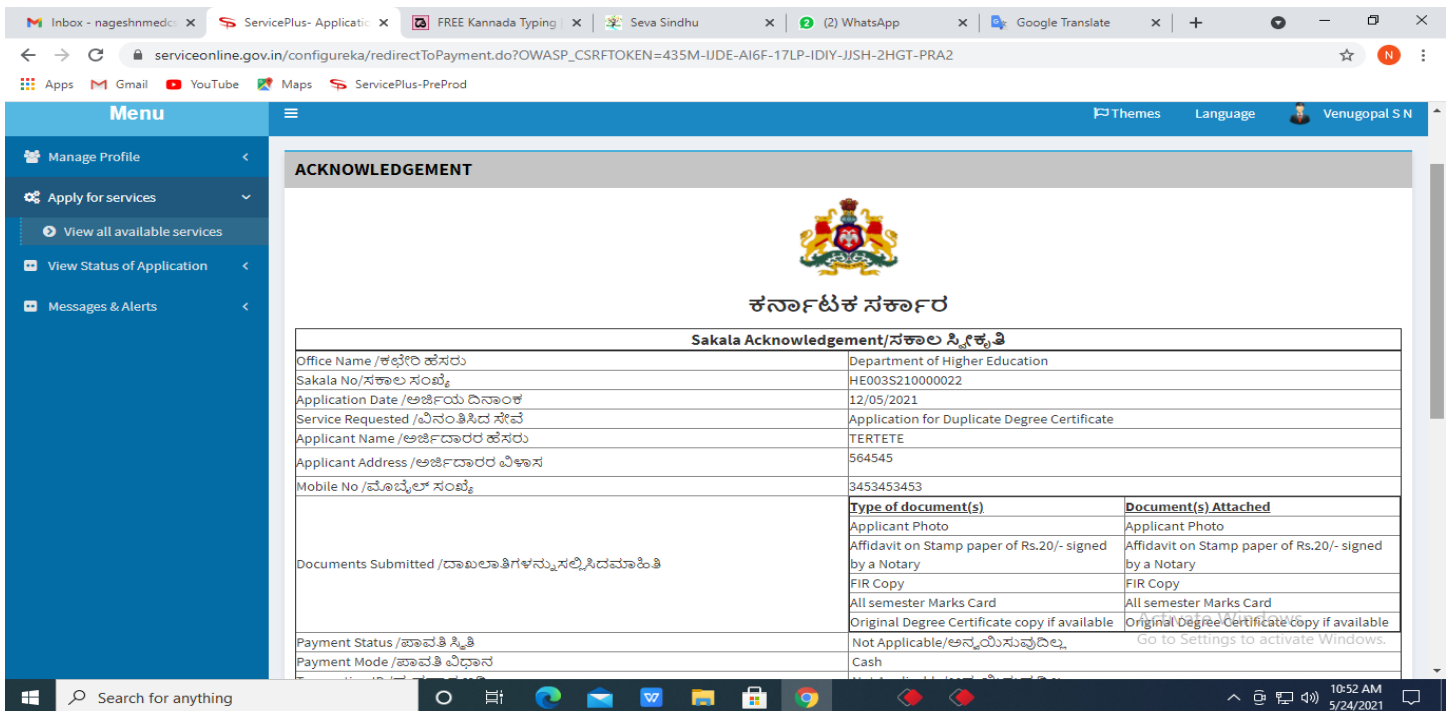 Inbox - nageshnmedc
ServicePlus- Applicatio
FREE Kannada Typing
Seva Sindhu
(2) WhatsApp
Google Translate
serviceonline.gov.in/configureka/redirectToPayment.do?OWASP_CSRFTOKEN=435M-IJDE-AI6F-17LP-IDIY-JJSH-2HGT-PRA2
N
Apps Gmail YouTube Maps ServicePlus-PreProd
Menu
Themes Language Venugopal S N
Manage Profile
Apply for services
View all available services
View Status of Application
Messages & Alerts
ACKNOWLEDGEMENT
ಕರ್ನಾಟಕ ಸರ್ಕಾರ
Sakala Acknowledgement/ಸಕಾಲ ಸ್ವೀಕೃತಿ
Office Name /ಕಛೇರಿ ಹೆಸರು Department of Higher Education
Sakala No/ಸಕಾಲ ಸಂಖ್ಯೆ HE003S210000022
Application Date /ಅರ್ಜಿಯ ದಿನಾಂಕ 12/05/2021
Service Requested /ವಿನಂತಿಸಿದ ಸೇವೆ Application for Duplicate Degree Certificate
Applicant Name /ಅರ್ಜಿದಾರರ ಹೆಸರು TERTETE
Applicant Address /ಅರ್ಜಿದಾರರ ವಿಳಾಸ 564545
Mobile No /ಮೊಬೈಲ್ ಸಂಖ್ಯೆ 3453453453
Documents Submitted /ದಾಖಲಾತಿಗಳನ್ನು ಸಲ್ಲಿಸಿದಮಾಹಿತಿ
Type of document(s) Document(s) Attached
Applicant Photo Applicant Photo
Affidavit on Stamp paper of Rs.20/- signed Affidavit on Stamp paper of Rs.20/- signed
by a Notary by a Notary
FIR Copy FIR Copy
All semester Marks Card All semester Marks Card
Original Degree Certificate copy if available Original Degree Certificate copy if available
Payment Status /ಪಾವತಿ ಸ್ಥಿತಿ Not Applicable/ಅನ್ವಯಿಸುವುದಿಲ್ಲ
Payment Mode /ಪಾವತಿ ವಿಧಾನ Cash
Activate Windows
Go to Settings to activate Windows.
Search for anything
10:52 AM
5/24/2021